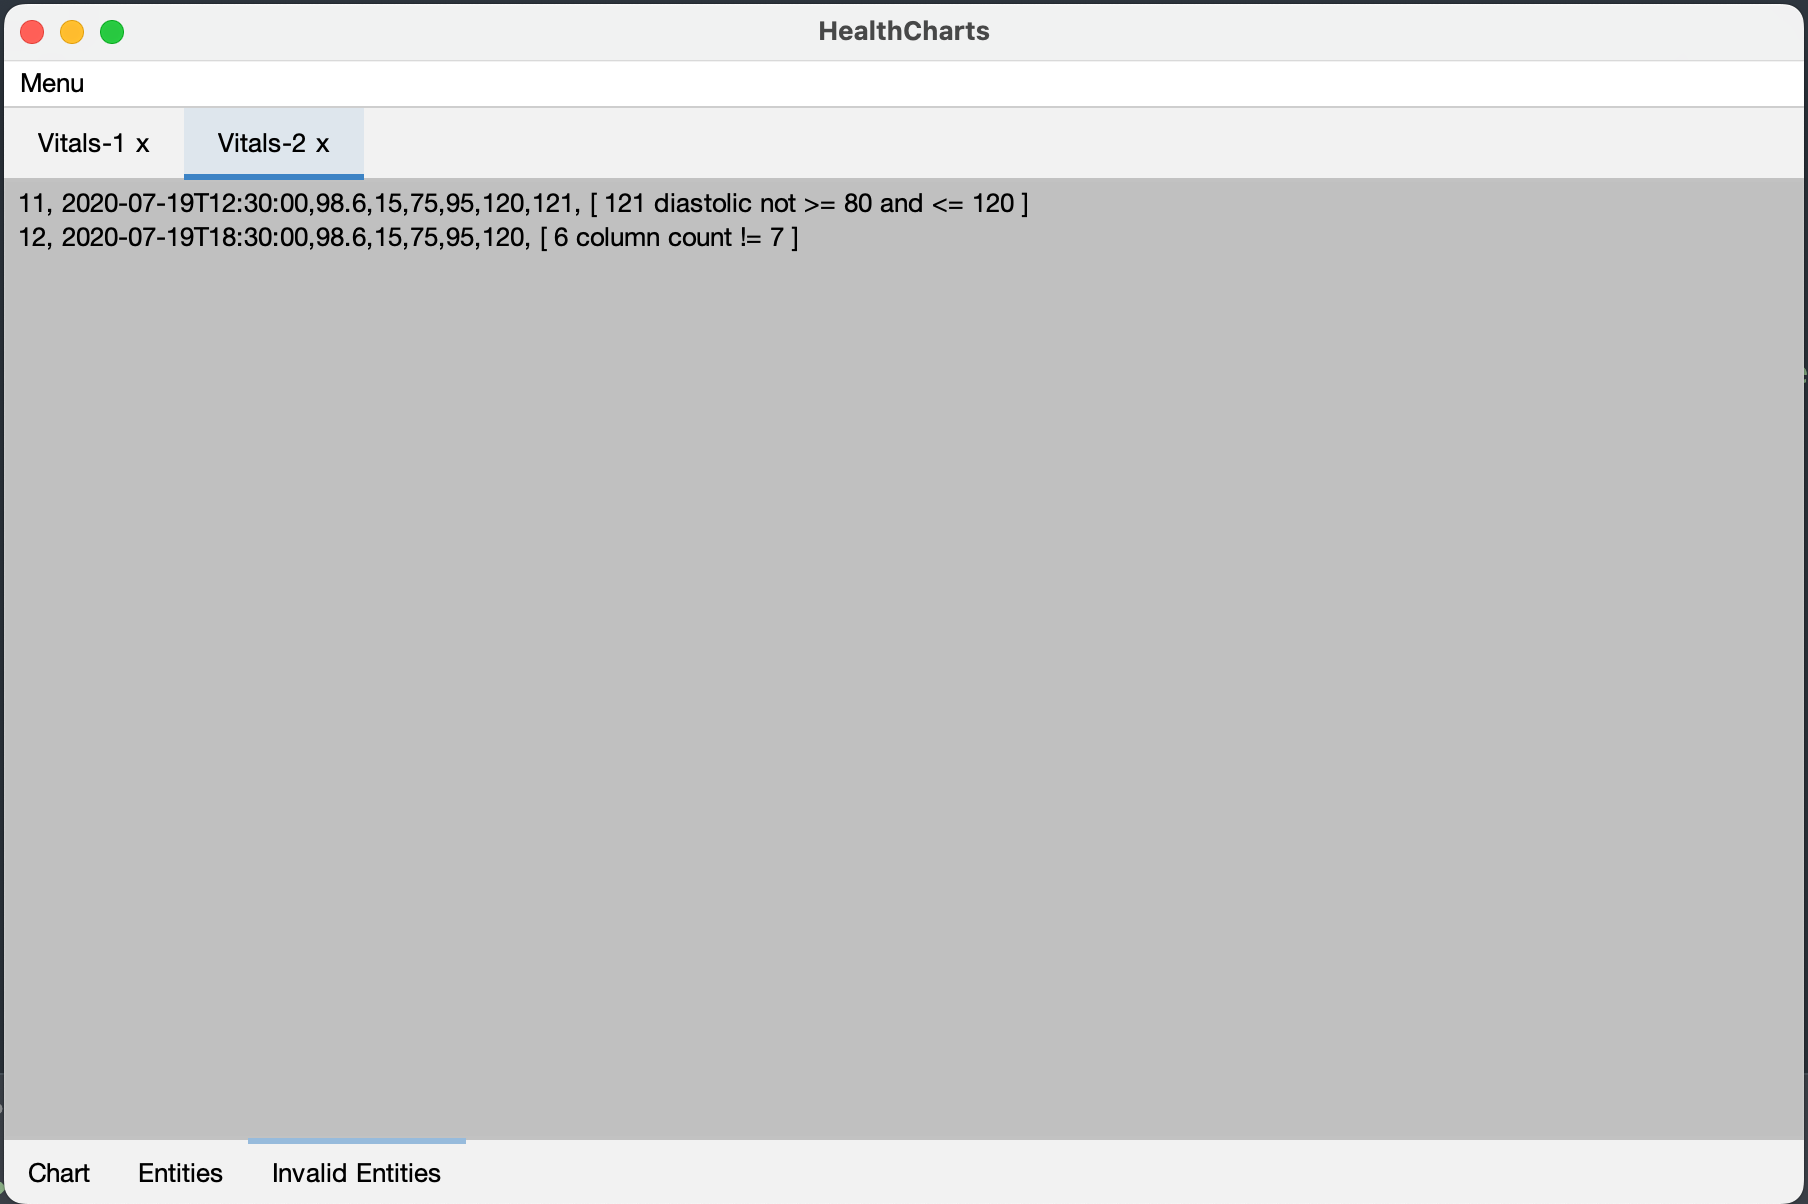 HealthCharts
Menu
Vitals-1 x Vitals-2 x
11, 2020-07-19T12:30:00,98.6,15,75,95,120,121, [ 121 diastolic not >= 80 and <= 120 ]
12, 2020-07-19T18:30:00,98.6,15,75,95,120, [ 6 column count != 7 ]
Chart Entities Invalid Entities